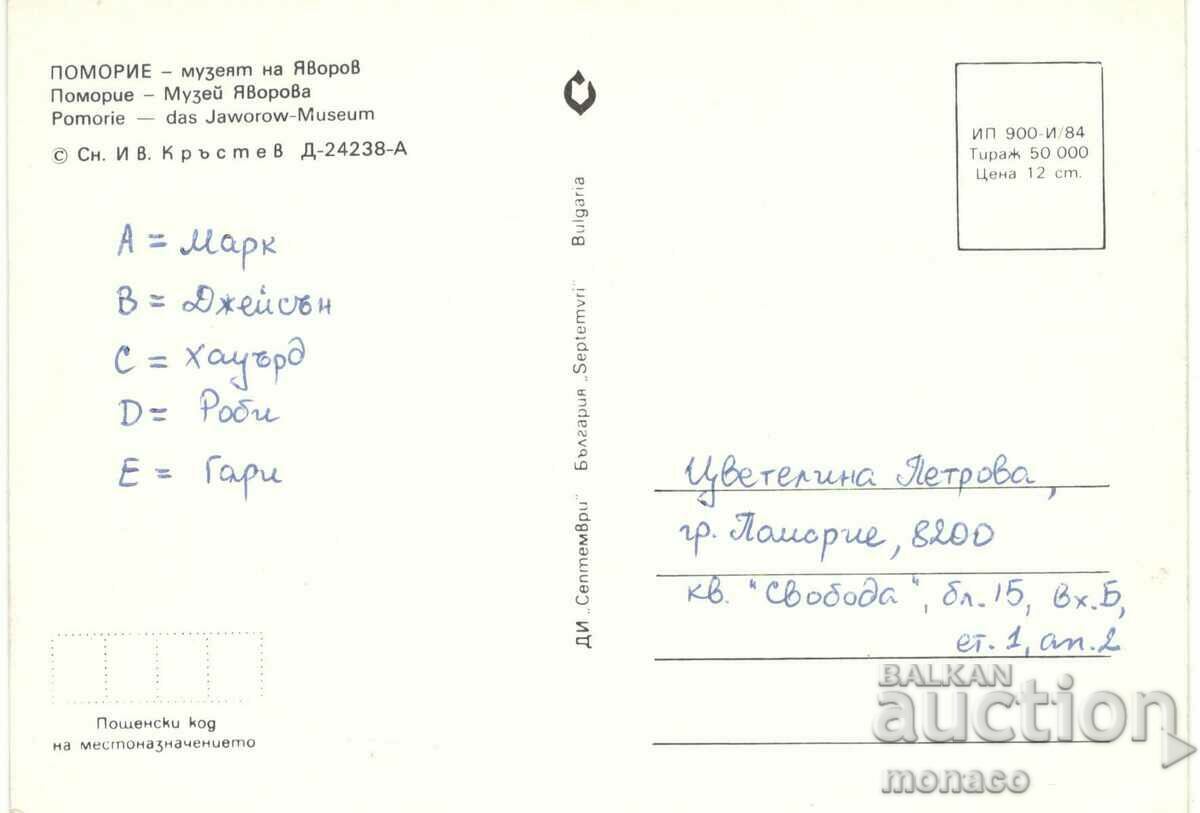 ПОМОРИЕ – музеят на Яворов
Поморие – Музей Яворова
Pomorie — das Jaworow-Museum
© Сн. Ив. Кръстев Д-24238-А
A = Марк
B = Джейсън
C = Хауърд
D = Роби
E = Гари
Пощенски код
на местоназначението
ДИ „Септември" България „Septemvri" Bulgaria
ИП 900-И/84
Тираж 50 000
Цена 12 ст.
Цветелина Петрова,
гр. Поморие, 8200
кв. "Свобода", бл. 15, вх. Б,
ет. 1, ап. 2
BALKAN
auction
monaco